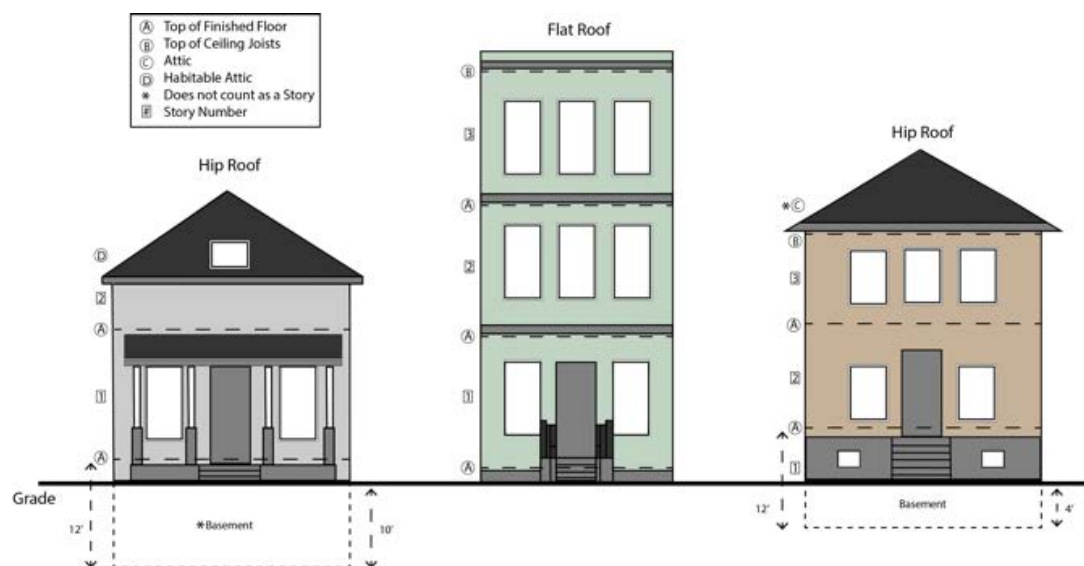 Ⓐ Top of Finished Floor
Ⓑ Top of Ceiling Joists
Ⓒ Attic
Ⓓ Habitable Attic
* Does not count as a Story
# Story Number
Flat Roof
Hip Roof
Hip Roof
Ⓑ
3
Ⓐ
2
Ⓐ
1
Ⓐ
Ⓓ
2
Ⓐ
1
Ⓐ
*Ⓒ
Ⓑ
3
Ⓐ
2
Ⓐ
1
Grade
12'
*Basement
10'
12'
Basement
4'